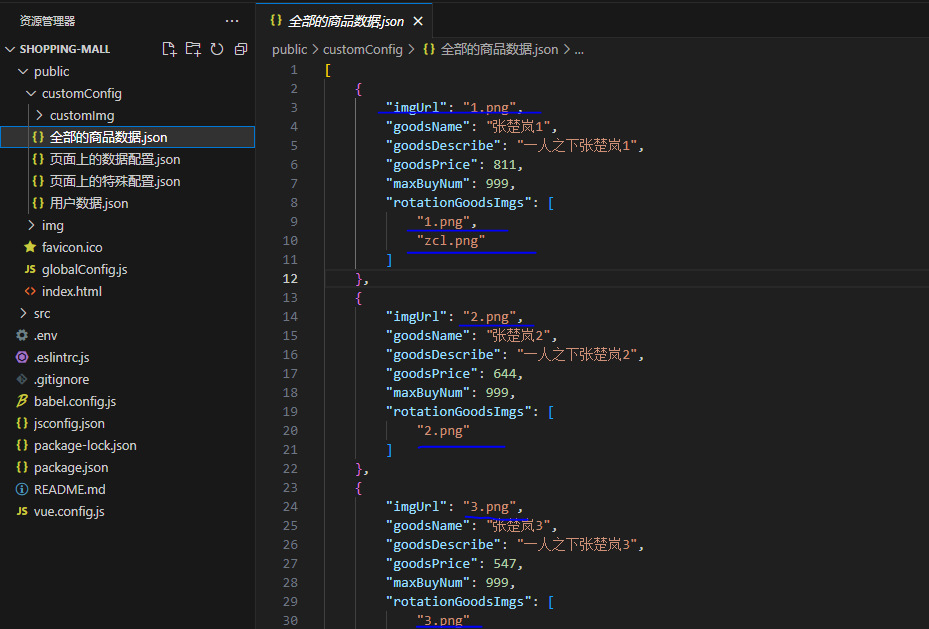 资源管理器
SHOPPING-MALL
public
customConfig
customImg
全部的商品数据.json
页面上的数据配置.json
页面上的特殊配置.json
用户数据.json
img
favicon.ico
JS globalConfig.js
index.html
src
.env
.eslintrc.js
.gitignore
babel.config.js
{} jsconfig.json
{} package-lock.json
{} package.json
README.md
JS vue.config.js
{} 全部的商品数据.json ×
public > customConfig > {} 全部的商品数据.json > ...
1 [
2 {
3 "imgUrl": "1.png",
4 "goodsName": "张楚岚1",
5 "goodsDescribe": "一人之下张楚岚1",
6 "goodsPrice": 811,
7 "maxBuyNum": 999,
8 "rotationGoodsImgs": [
9 "1.png",
10 "zcl.png"
11 ]
12 },
13 {
14 "imgUrl": "2.png",
15 "goodsName": "张楚岚2",
16 "goodsDescribe": "一人之下张楚岚2",
17 "goodsPrice": 644,
18 "maxBuyNum": 999,
19 "rotationGoodsImgs": [
20 "2.png"
21 ]
22 },
23 {
24 "imgUrl": "3.png",
25 "goodsName": "张楚岚3",
26 "goodsDescribe": "一人之下张楚岚3",
27 "goodsPrice": 547,
28 "maxBuyNum": 999,
29 "rotationGoodsImgs": [
30 "3.png"